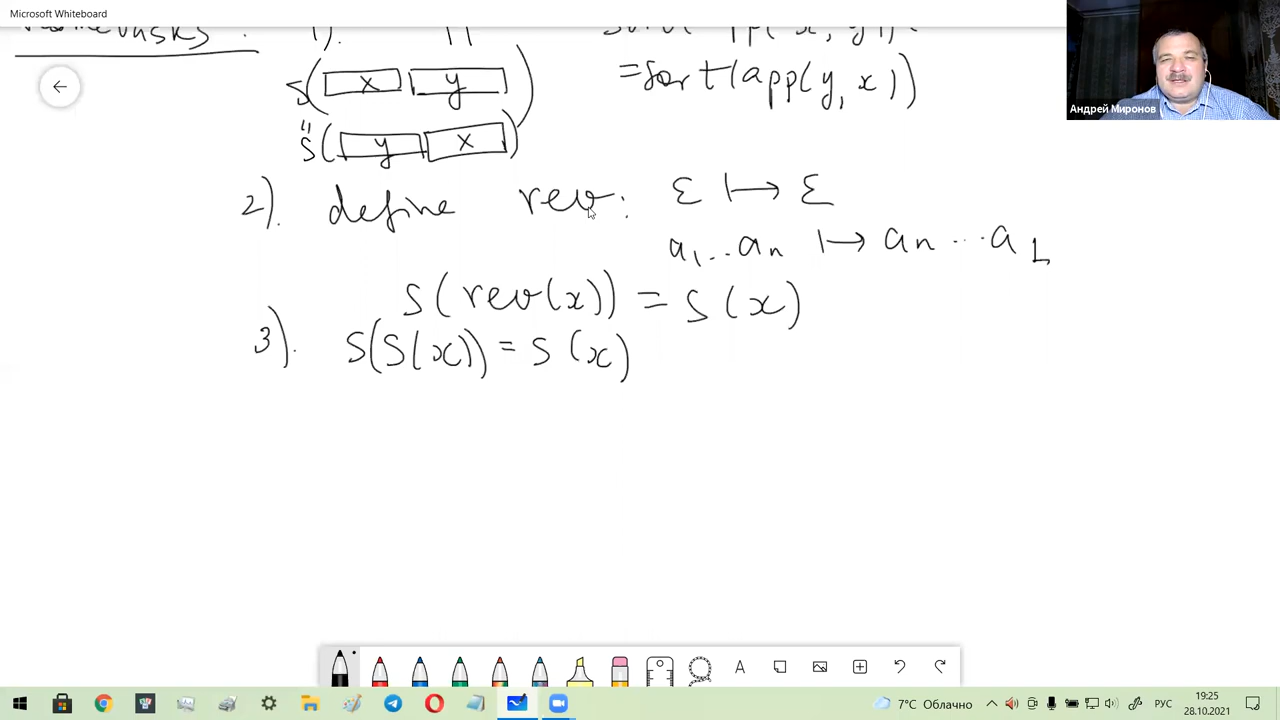 Microsoft Whiteboard
1).
=sort(app(y, x))
S( x y )
"
S( y x )
2). define rev: ε ↦ ε
a1...an ↦ an...a1
S(rev(x)) = S(x)
3). S(S(x)) = S(x)
Андрей Миронов
A
7°C Облачно
РУС
19:25
28.10.2021